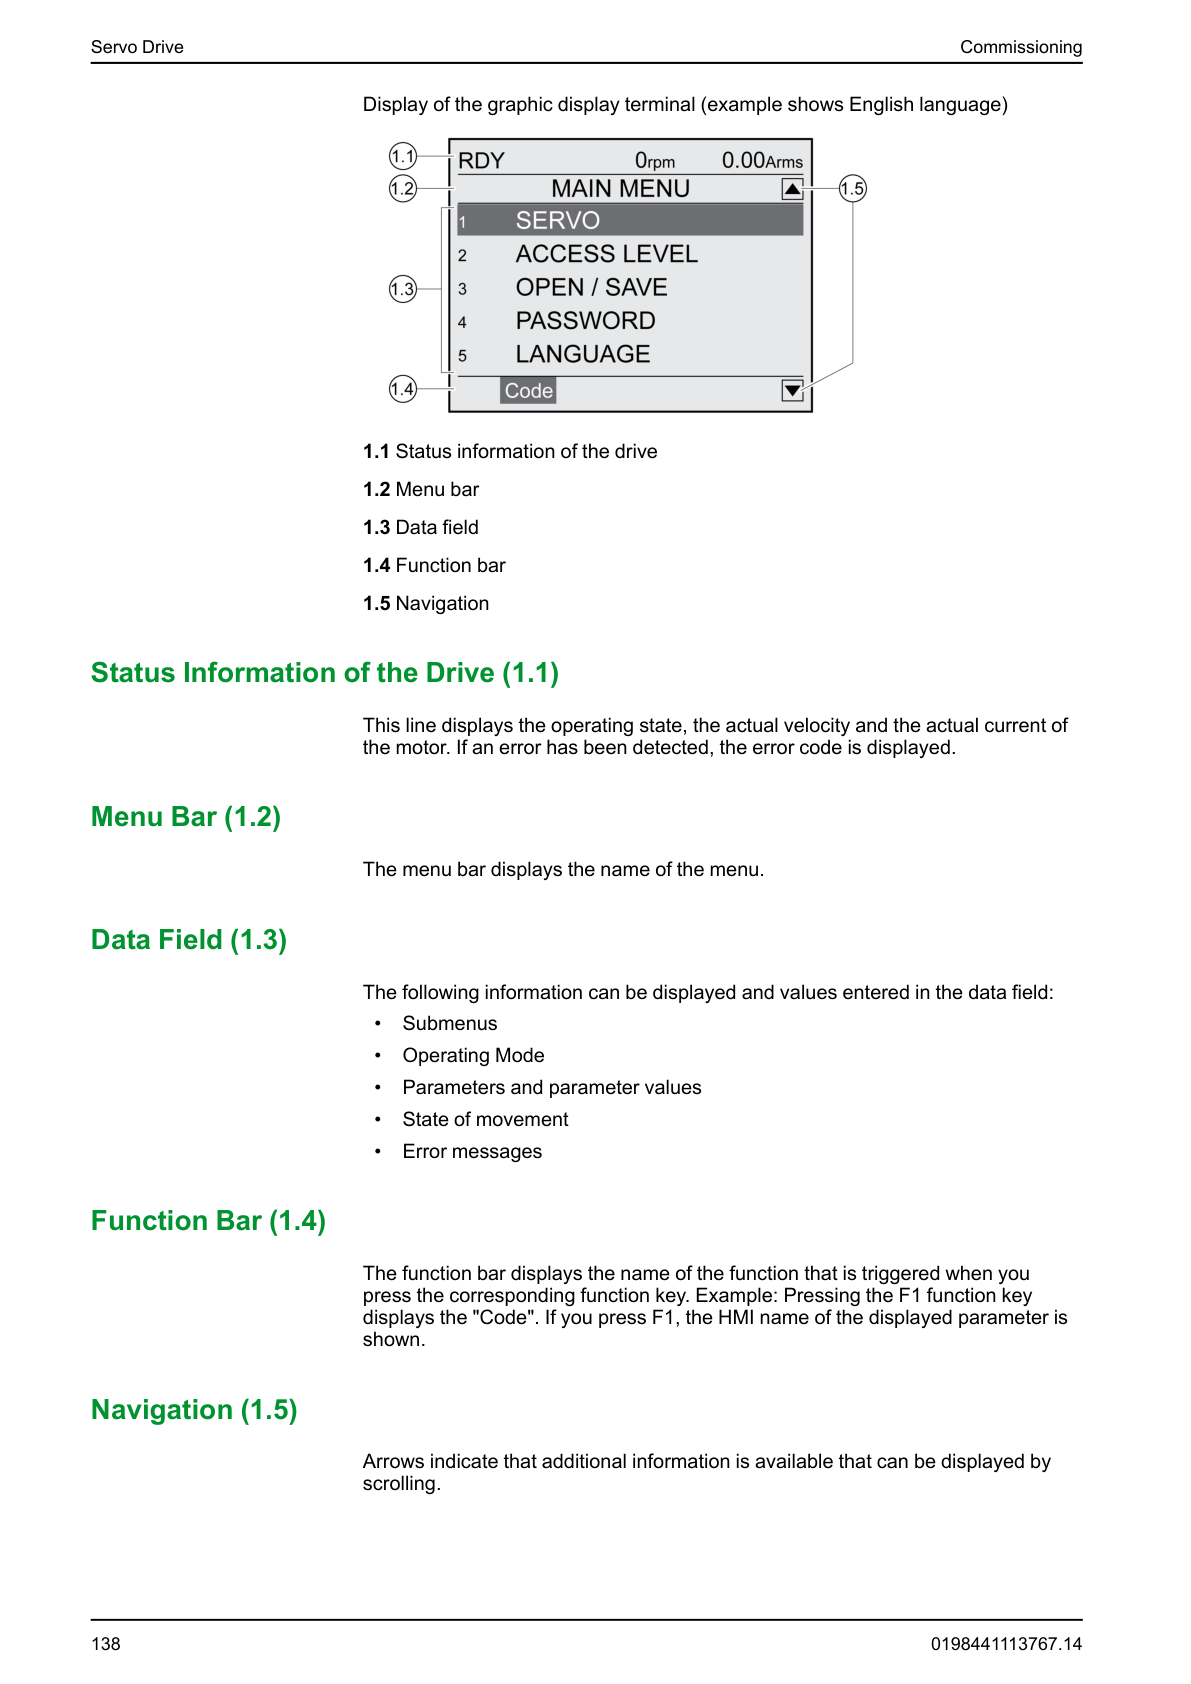 Servo Drive Commissioning
Display of the graphic display terminal (example shows English language)
1.1 RDY 0rpm 0.00Arms
1.2 MAIN MENU 1.5
1 SERVO
2 ACCESS LEVEL
1.3 3 OPEN / SAVE
4 PASSWORD
5 LANGUAGE
1.4 Code
1.1 Status information of the drive
1.2 Menu bar
1.3 Data field
1.4 Function bar
1.5 Navigation
Status Information of the Drive (1.1)
This line displays the operating state, the actual velocity and the actual current of
the motor. If an error has been detected, the error code is displayed.
Menu Bar (1.2)
The menu bar displays the name of the menu.
Data Field (1.3)
The following information can be displayed and values entered in the data field:
• Submenus
• Operating Mode
• Parameters and parameter values
• State of movement
• Error messages
Function Bar (1.4)
The function bar displays the name of the function that is triggered when you
press the corresponding function key. Example: Pressing the F1 function key
displays the "Code". If you press F1, the HMI name of the displayed parameter is
shown.
Navigation (1.5)
Arrows indicate that additional information is available that can be displayed by
scrolling.
138 0198441113767.14